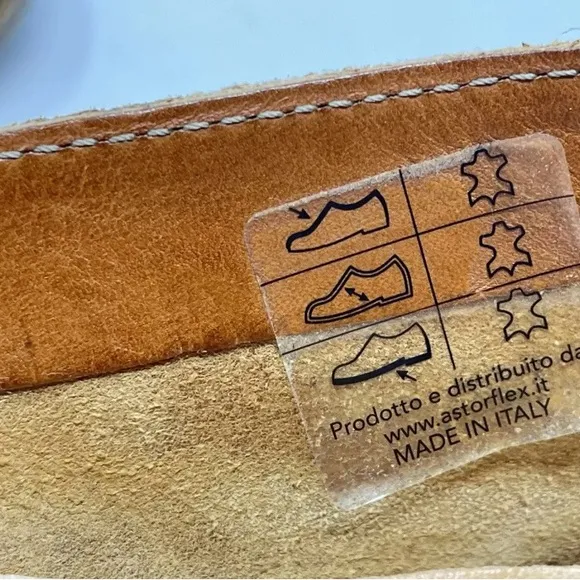 Prodotto e distribuito da
www.astorflex.it
MADE IN ITALY